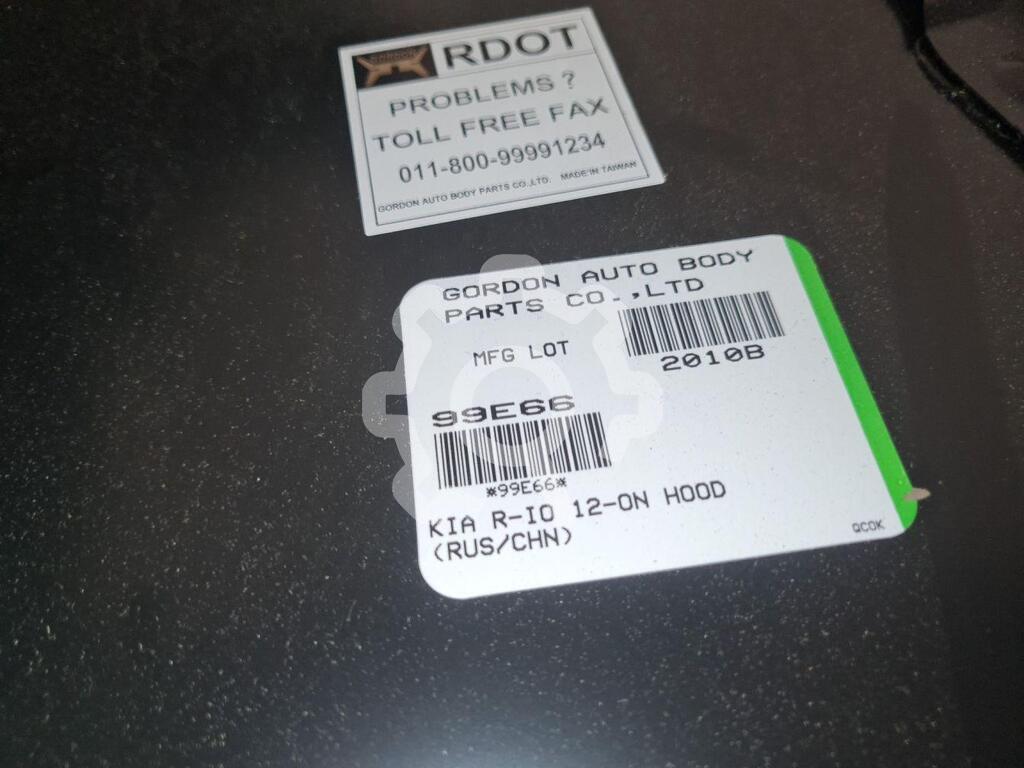 GORDON
RDOT
PROBLEMS ?
TOLL FREE FAX
011-800-99991234
GORDON AUTO BODY PARTS CO.,LTD. MADE IN TAIWAN
GORDON AUTO BODY
PARTS CO.,LTD
MFG LOT
2010B
99E66
*99E66*
KIA R-IO 12-ON HOOD
(RUS/CHN)
QCOK